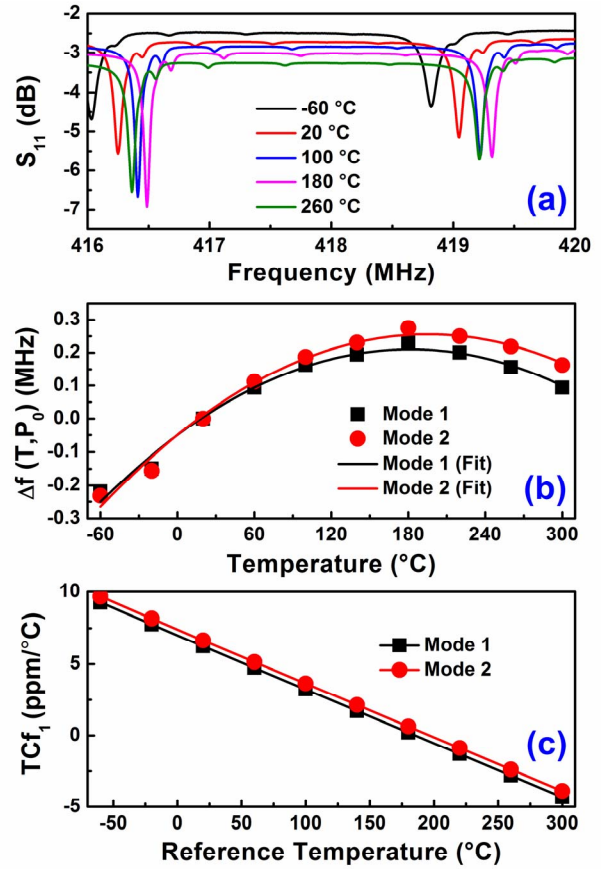 -2
-3
-4
-5
-6
-7
S11 (dB)
-60 °C
20 °C
100 °C
180 °C
260 °C
(a)
416 417 418 419 420
Frequency (MHz)
0.3
0.2
0.1
0.0
-0.1
-0.2
-0.3
Δf (T,P0) (MHz)
Mode 1
Mode 2
Mode 1 (Fit)
Mode 2 (Fit)
(b)
-60 0 60 120 180 240 300
Temperature (°C)
10
5
0
-5
TCf1 (ppm/°C)
Mode 1
Mode 2
(c)
-50 0 50 100 150 200 250 300
Reference Temperature (°C)